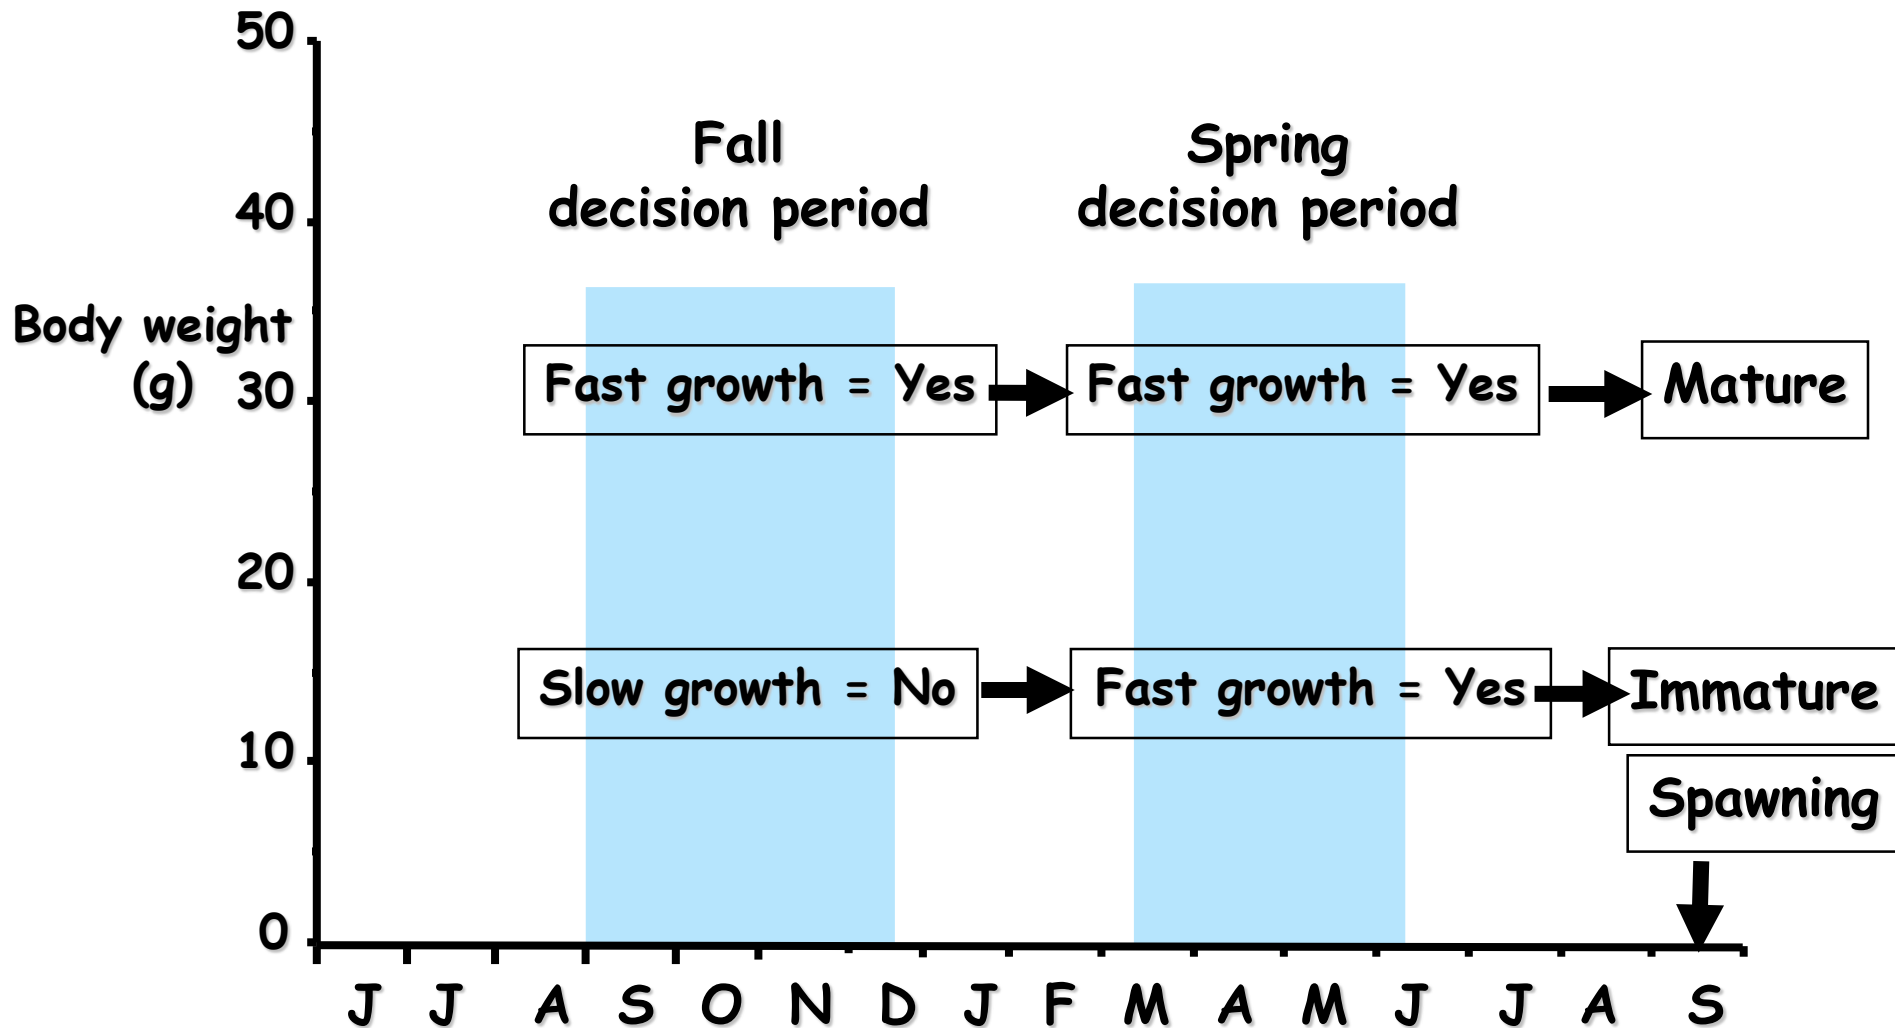 50
Fall
decision period
Spring
decision period
40
Body weight
(g)
30
Fast growth = Yes
Fast growth = Yes
Mature
20
Slow growth = No
Fast growth = Yes
Immature
10
Spawning
0
J J A S O N D J F M A M J J A S